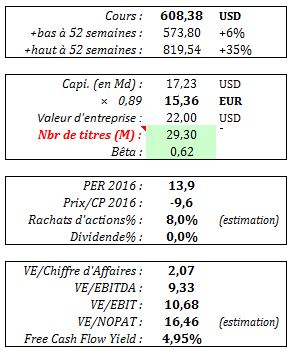 Cours : 608,38 USD
+bas à 52 semaines : 573,80 +6%
+haut à 52 semaines : 819,54 +35%
Capi. (en Md) : 17,23 USD
× 0,89 15,36 EUR
Valeur d'entreprise : 22,00 USD
Nbr de titres (M) : 29,30 -
Bêta : 0,62
PER 2016 : 13,9
Prix/CP 2016 : -9,6
Rachats d'actions% : 8,0% (estimation)
Dividende% : 0,0%
VE/Chiffre d'Affaires : 2,07
VE/EBITDA : 9,33
VE/EBIT : 10,68
VE/NOPAT : 16,46 (estimation)
Free Cash Flow Yield : 4,95%